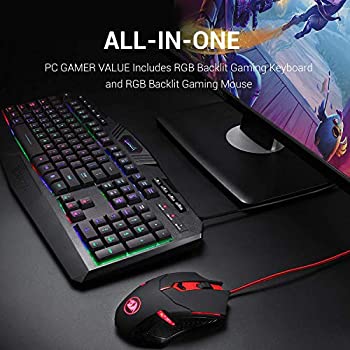 ALL-IN-ONE
PC GAMER VALUE Includes RGB Backlit Gaming Keyboard
and RGB Backlit Gaming Mouse